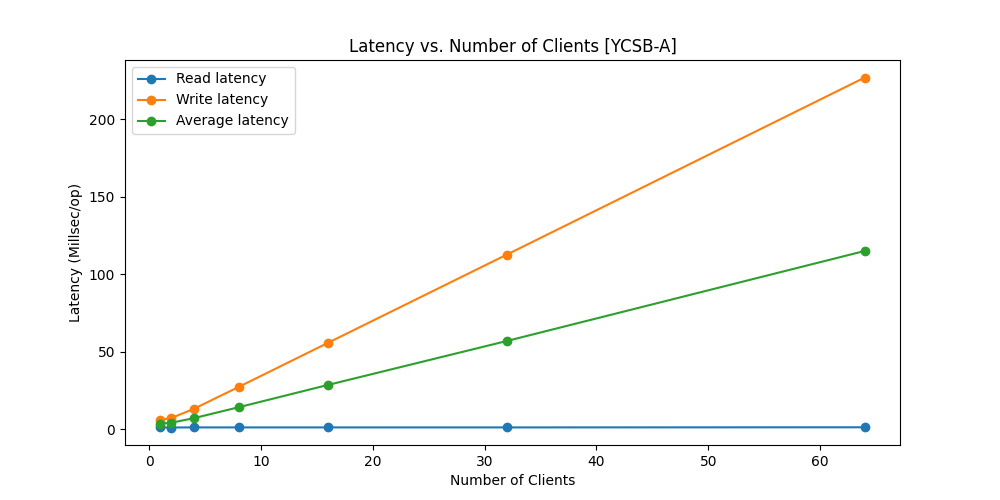 Latency vs. Number of Clients [YCSB-A]
Read latency
Write latency
Average latency
Latency (Millsec/op)
200
150
100
50
0
0 10 20 30 40 50 60
Number of Clients